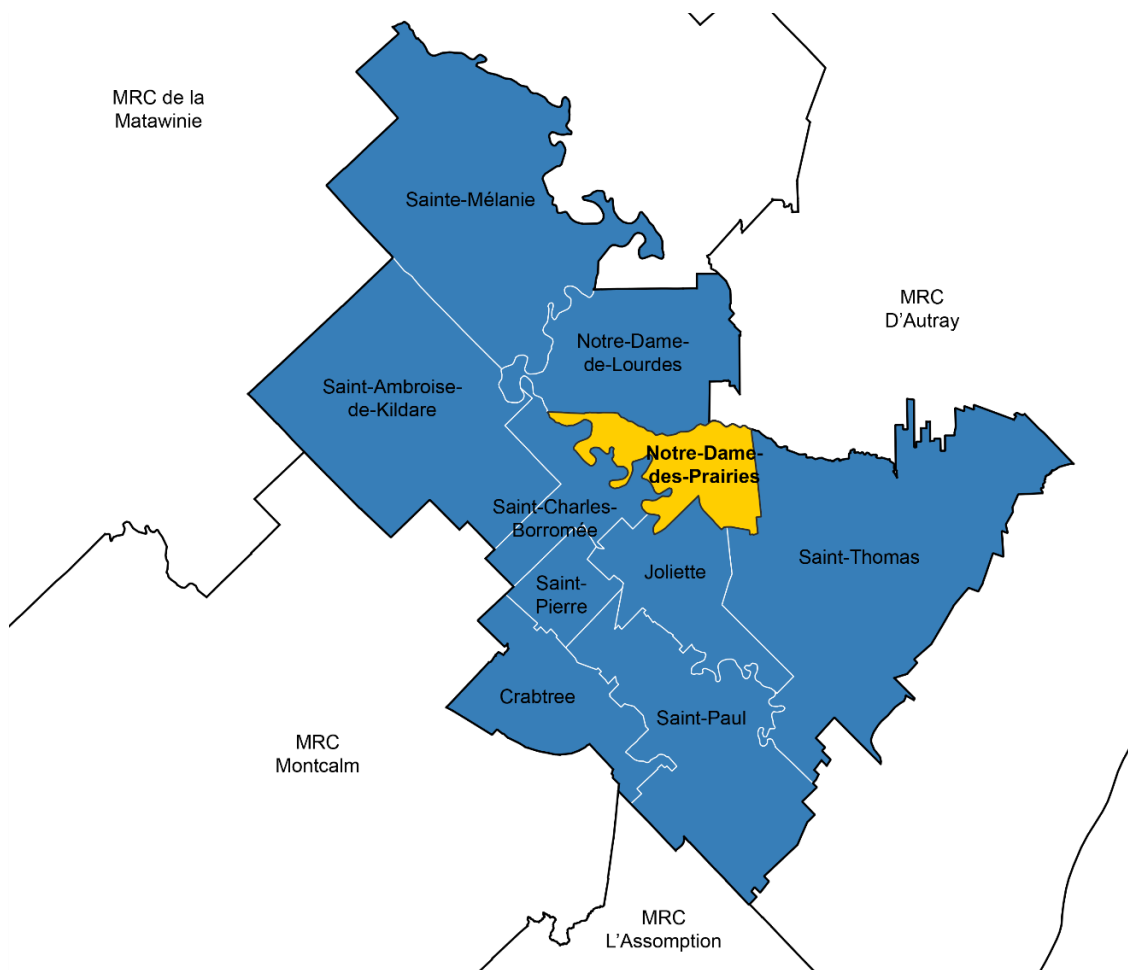 MRC de la
Matawinie
Sainte-Mélanie
MRC
D'Autray
Notre-Dame-
de-Lourdes
Saint-Ambroise-
de-Kildare
Notre-Dame-
des-Prairies
Saint-Charles-
Borromée
Saint-Thomas
Joliette
Saint-
Pierre
Crabtree
Saint-Paul
MRC
Montcalm
MRC
L'Assomption